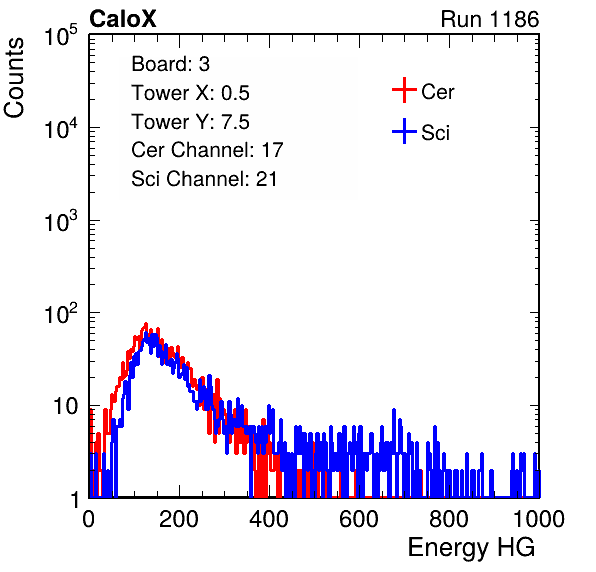 CaloX Run 1186
Counts
Board: 3
Tower X: 0.5
Tower Y: 7.5
Cer Channel: 17
Sci Channel: 21
Cer
Sci
10^5
10^4
10^3
10^2
10
1
0 200 400 600 800 1000
Energy HG